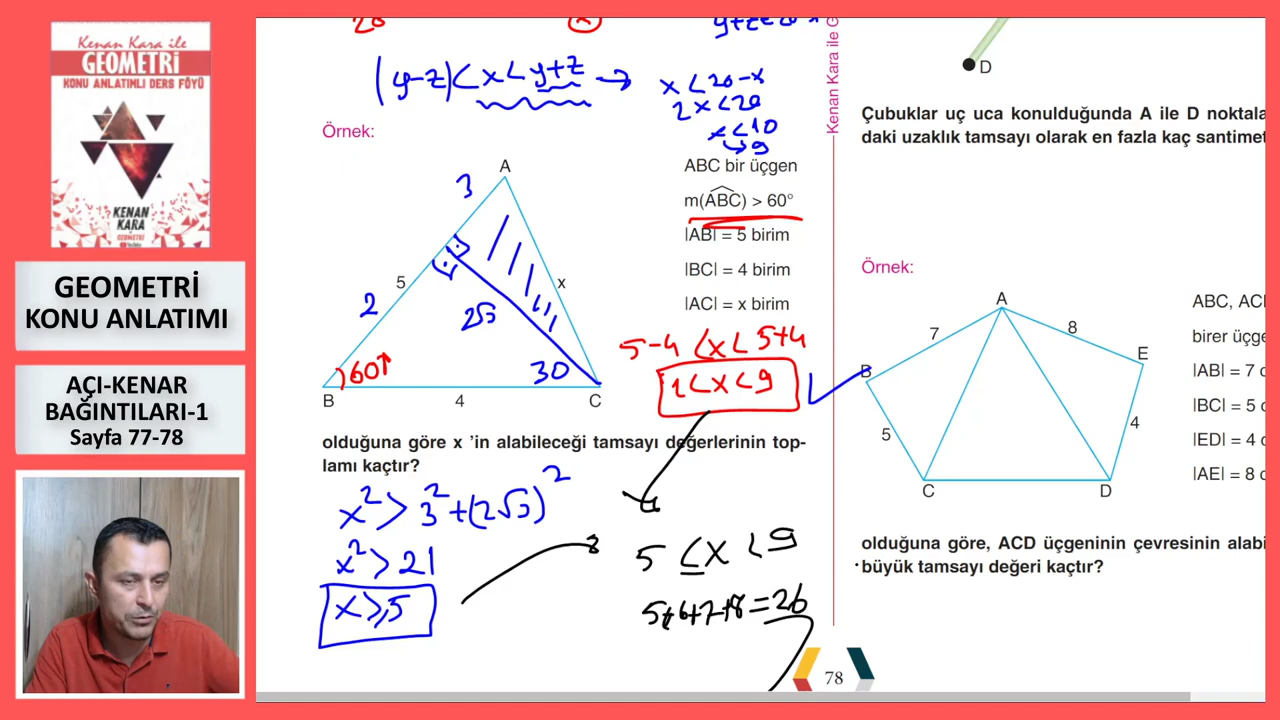 Kenan Kara ile
GEOMETRİ
KONU ANLATIMLI DERS FÖYÜ
KENAN
KARA
GEOMETRİ
KONU ANLATIMI
AÇI-KENAR
BAĞINTILARI-1
Sayfa 77-78
20
(y-z) < x < y+z →
x < 20-x
2x < 20
x < 10
↳ 9
Örnek:
A
3
5
2
x
2√3
60↑
30
B
4
C
ABC bir üçgen
m(ABC) > 60°
|AB| = 5 birim
|BC| = 4 birim
|AC| = x birim
5-4 < x < 5+4
1 < x < 9
olduğuna göre x 'in alabileceği tamsayı değerlerinin top-
lamı kaçtır?
x² > 3² + (2√3)²
x² > 21
x ≥ 5
5 ≤ x < 9
5+6+7+8 = 26
Kenan Kara ile G
D
Çubuklar uç uca konulduğunda A ile D noktala
daki uzaklık tamsayı olarak en fazla kaç santimet
Örnek:
A
7
8
B
E
5
4
C
D
ABC, ACI
birer üçge
|AB| = 7 c
|BC| = 5 c
|ED| = 4 c
|AE| = 8 c
olduğuna göre, ACD üçgeninin çevresinin alabi
büyük tamsayı değeri kaçtır?
78